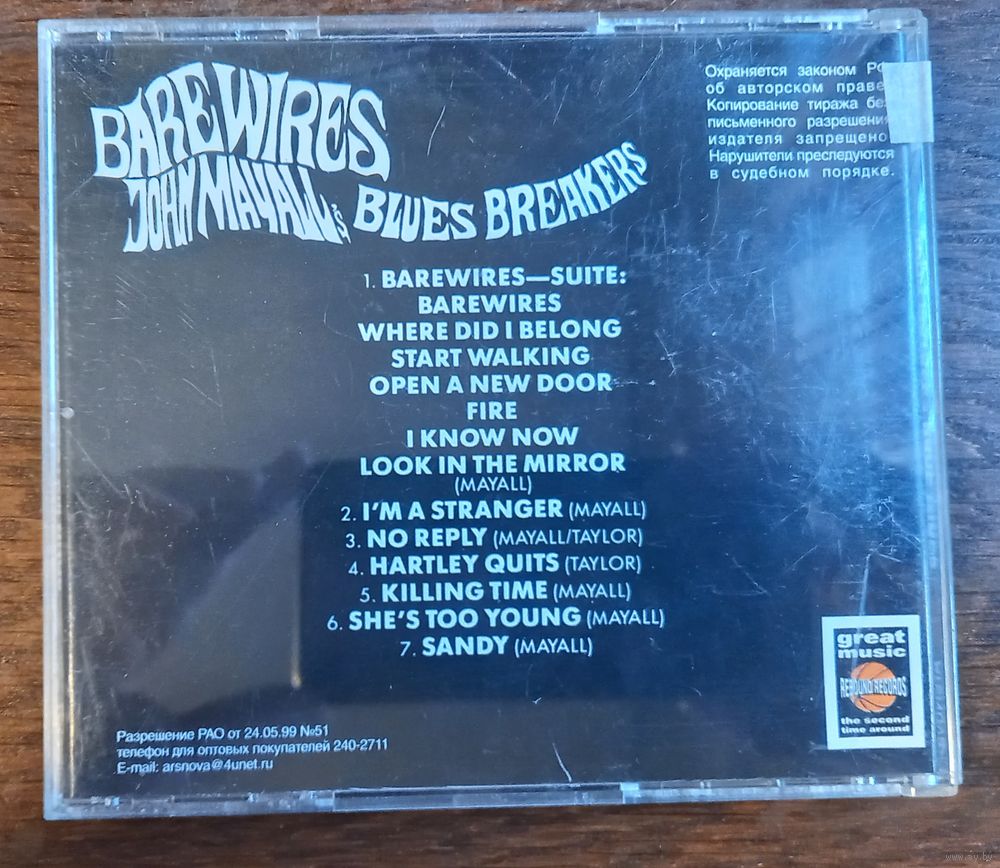 BAREWIRES
JOHN MAYALL'S BLUES BREAKERS
Охраняется законом РФ
об авторском праве.
Копирование тиража без
письменного разрешения
издателя запрещено.
Нарушители преследуются
в судебном порядке.
1. BAREWIRES—SUITE:
BAREWIRES
WHERE DID I BELONG
START WALKING
OPEN A NEW DOOR
FIRE
I KNOW NOW
LOOK IN THE MIRROR
(MAYALL)
2. I'M A STRANGER (MAYALL)
3. NO REPLY (MAYALL/TAYLOR)
4. HARTLEY QUITS (TAYLOR)
5. KILLING TIME (MAYALL)
6. SHE'S TOO YOUNG (MAYALL)
7. SANDY (MAYALL)
great
music
REBOUND RECORDS
the second
time around
Разрешение РАО от 24.05.99 №51
телефон для оптовых покупателей 240-2711
E-mail: arsnova@4unet.ru
www.ay.by